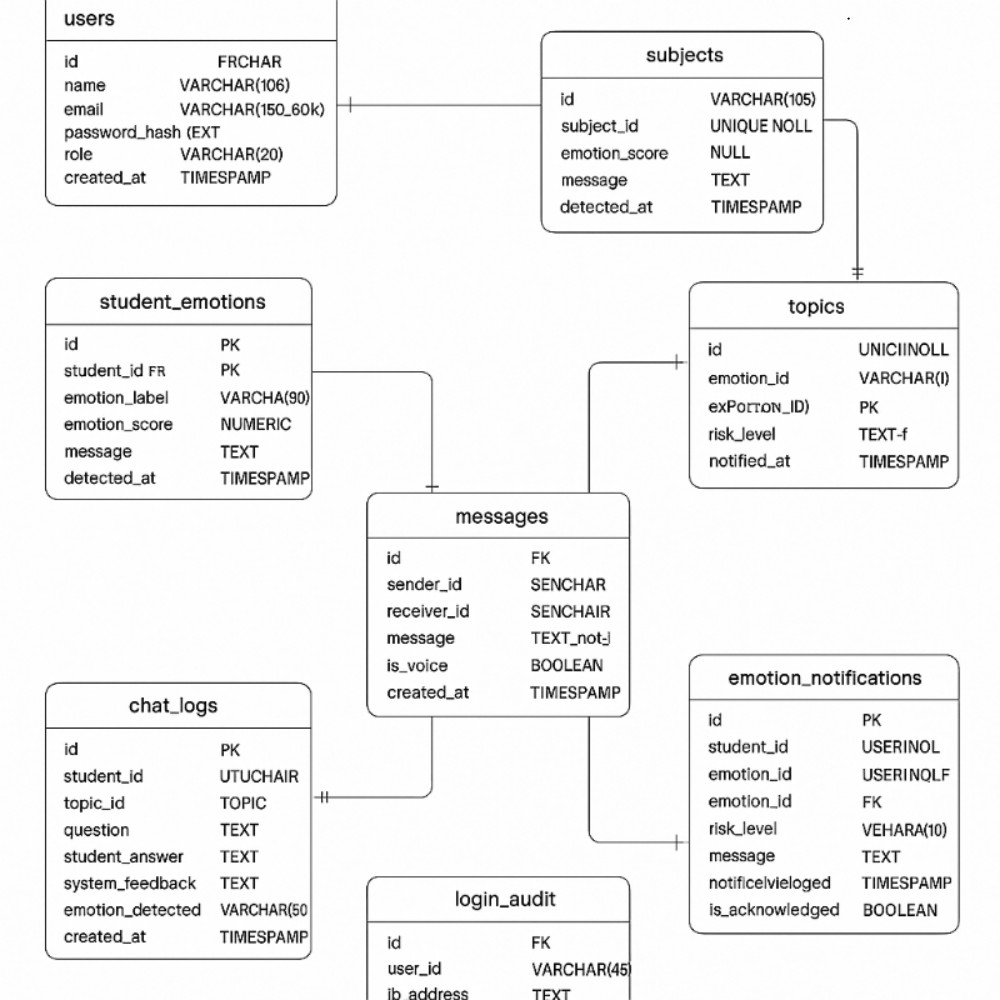 users
id FRCHAR
name VARCHAR(106)
email VARCHAR(150_60k)
password_hash (EXT
role VARCHAR(20)
created_at TIMESPAMP
subjects
id VARCHAR(105)
subject_id UNIQUE NOLL
emotion_score NULL
message TEXT
detected_at TIMESPAMP
student_emotions
id PK
student_id FR PK
emotion_label VARCHA(90)
emotion_score NUMERIC
message TEXT
detected_at TIMESPAMP
topics
id UNICIINOLL
emotion_id VARCHAR(I)
exPoґтoɴ_ID) PK
risk_level TEXT-f
notified_at TIMESPAMP
messages
id FK
sender_id SENCHAR
receiver_id SENCHAIR
message TEXT_not-
is_voice BOOLEAN
created_at TIMESPAMP
chat_logs
id PK
student_id UTUCHAIR
topic_id TOPIC
question TEXT
student_answer TEXT
system_feedback TEXT
emotion_detected VARCHAR(50
created_at TIMESPAMP
emotion_notifications
id PK
student_id USERINOL
emotion_id USERINQLF
emotion_id FK
risk_level VEHARA(10)
message TEXT
notificelvieloged TIMESPAMP
is_acknowledged BOOLEAN
login_audit
id FK
user_id VARCHAR(45)
ib_address TEXT